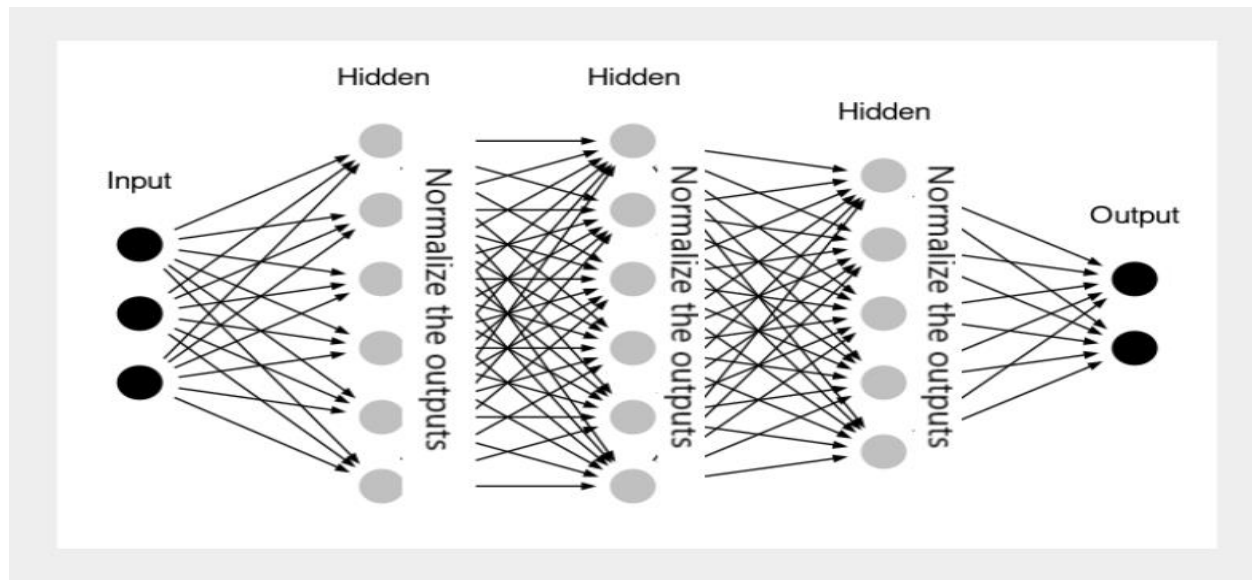 Input
Hidden
Normalize the outputs
Hidden
Normalize the outputs
Hidden
Normalize the outputs
Output